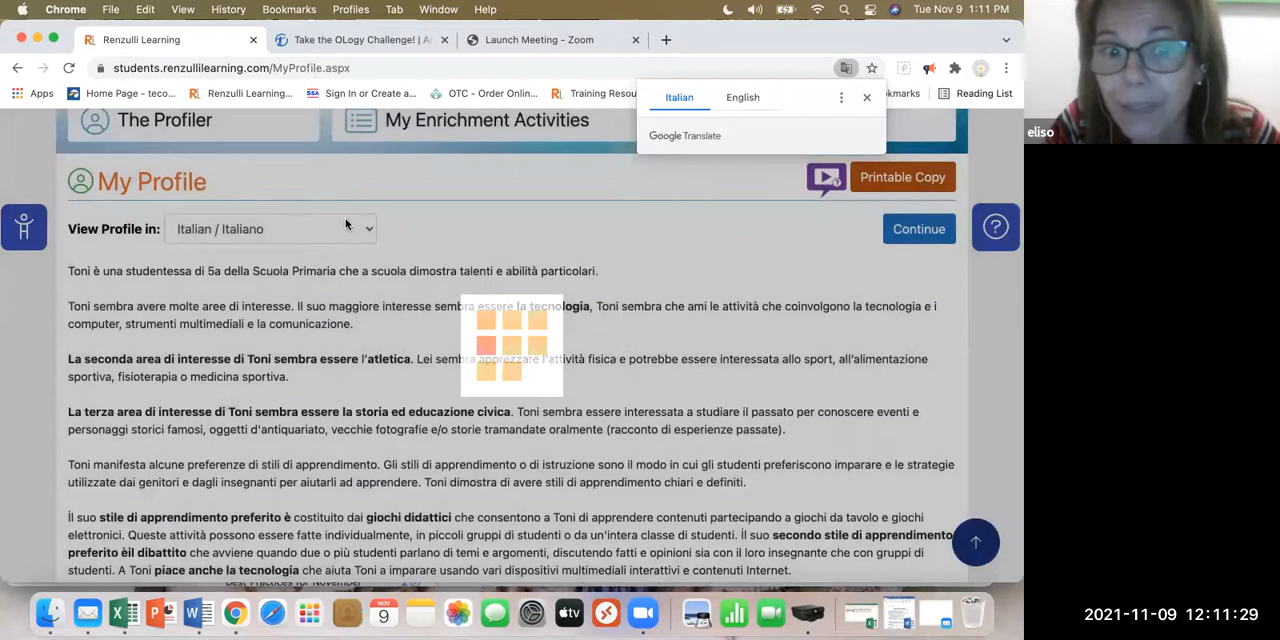 Chrome File Edit View History Bookmarks Profiles Tab Window Help Tue Nov 9 1:11 PM
Renzulli Learning Take the OLogy Challenge! | Ar Launch Meeting - Zoom
students.renzullilearning.com/MyProfile.aspx
Apps Home Page - teco... Renzulli Learning... Sign In or Create a... OTC - Order Onlin... Training Resou kmarks Reading List
Italian English
Google Translate
eliso
The Profiler My Enrichment Activities
My Profile Printable Copy
View Profile in: Italian / Italiano Continue
Toni è una studentessa di 5a della Scuola Primaria che a scuola dimostra talenti e abilità particolari.
Toni sembra avere molte aree di interesse. Il suo maggiore interesse sembra essere la tecnologia, Toni sembra che ami le attività che coinvolgono la tecnologia e i
computer, strumenti multimediali e la comunicazione.
La seconda area di interesse di Toni sembra essere l'atletica. Lei sembra apprezzare l'attività fisica e potrebbe essere interessata allo sport, all'alimentazione
sportiva, fisioterapia o medicina sportiva.
La terza area di interesse di Toni sembra essere la storia ed educazione civica. Toni sembra essere interessata a studiare il passato per conoscere eventi e
personaggi storici famosi, oggetti d'antiquariato, vecchie fotografie e/o storie tramandate oralmente (racconto di esperienze passate).
Toni manifesta alcune preferenze di stili di apprendimento. Gli stili di apprendimento o di istruzione sono il modo in cui gli studenti preferiscono imparare e le strategie
utilizzate dai genitori e dagli insegnanti per aiutarli ad apprendere. Toni dimostra di avere stili di apprendimento chiari e definiti.
İl suo stile di apprendimento preferito è costituito dai giochi didattici che consentono a Toni di apprendere contenuti partecipando a giochi da tavolo e giochi
elettronici. Queste attività possono essere fatte individualmente, in piccoli gruppi di studenti o da un'intera classe di studenti. İl suo secondo stile di apprendimento
preferito èil dibattito che avviene quando due o più studenti parlano di temi e argomenti, discutendo fatti e opinioni sia con il loro insegnante che con gruppi di
studenti. A Toni piace anche la tecnologia che aiuta Toni a imparare usando vari dispositivi multimediali interattivi e contenuti Internet.
Best Practices for November
NOV
9
tv
2021-11-09 12:11:29